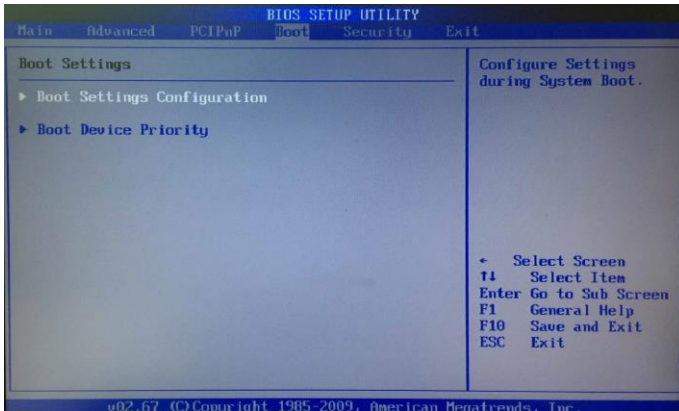 BIOS SETUP UTILITY
Main Advanced PCIPnP Boot Security Exit
Boot Settings
▶ Boot Settings Configuration
▶ Boot Device Priority
Configure Settings
during System Boot.
← Select Screen
↑↓ Select Item
Enter Go to Sub Screen
F1 General Help
F10 Save and Exit
ESC Exit
v02.67 (C)Copyright 1985-2009, American Megatrends, Inc.